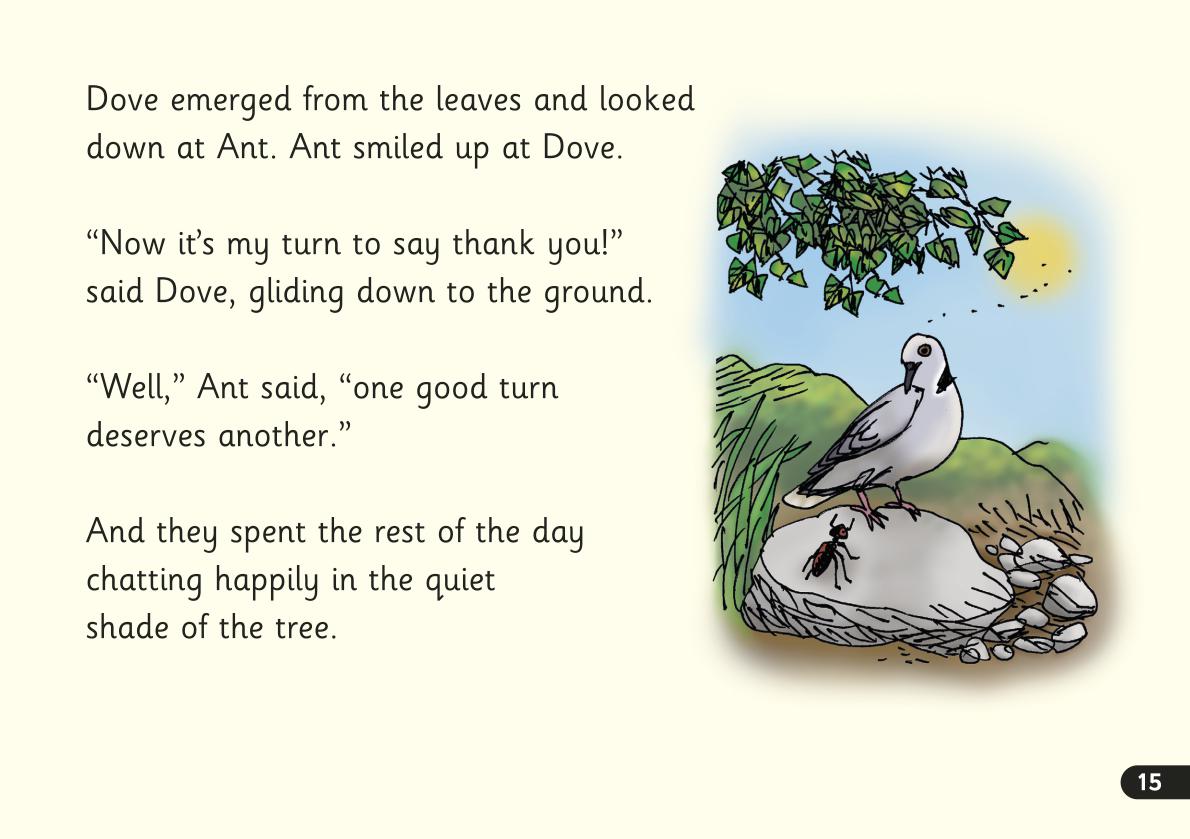 Dove emerged from the leaves and looked
down at Ant. Ant smiled up at Dove.
“Now it’s my turn to say thank you!”
said Dove, gliding down to the ground.
“Well,” Ant said, “one good turn
deserves another.”
And they spent the rest of the day
chatting happily in the quiet
shade of the tree.
15